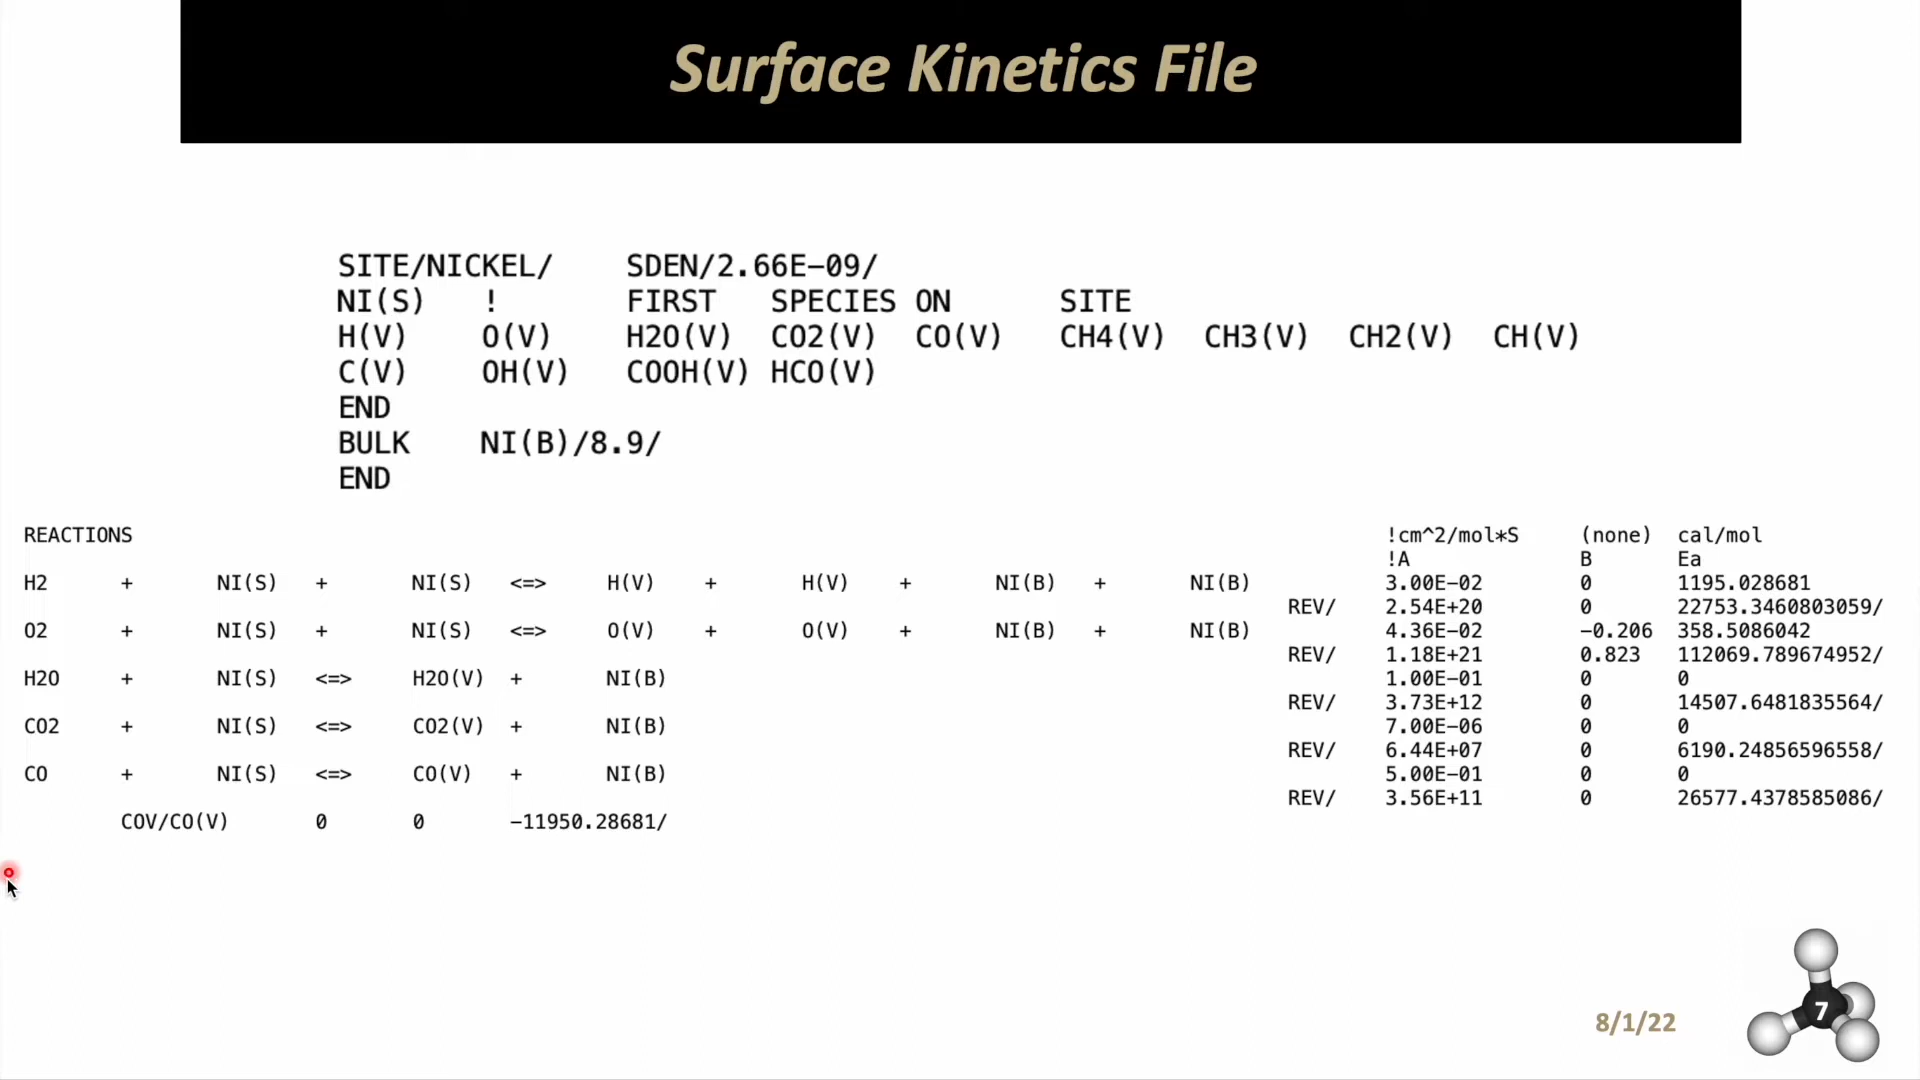 Surface Kinetics File
SITE/NICKEL/ SDEN/2.66E-09/
NI(S) ! FIRST SPECIES ON SITE
H(V) O(V) H2O(V) CO2(V) CO(V) CH4(V) CH3(V) CH2(V) CH(V)
C(V) OH(V) COOH(V) HCO(V)
END
BULK NI(B)/8.9/
END
REACTIONS !cm^2/mol*S (none) cal/mol
!A B Ea
H2 + NI(S) + NI(S) <=> H(V) + H(V) + NI(B) + NI(B) 3.00E-02 0 1195.028681
REV/ 2.54E+20 0 22753.3460803059/
O2 + NI(S) + NI(S) <=> O(V) + O(V) + NI(B) + NI(B) 4.36E-02 -0.206 358.5086042
REV/ 1.18E+21 0.823 112069.789674952/
H2O + NI(S) <=> H2O(V) + NI(B) 1.00E-01 0 0
REV/ 3.73E+12 0 14507.6481835564/
CO2 + NI(S) <=> CO2(V) + NI(B) 7.00E-06 0 0
REV/ 6.44E+07 0 6190.24856596558/
CO + NI(S) <=> CO(V) + NI(B) 5.00E-01 0 0
REV/ 3.56E+11 0 26577.4378585086/
COV/CO(V) 0 0 -11950.28681/
8/1/22
7